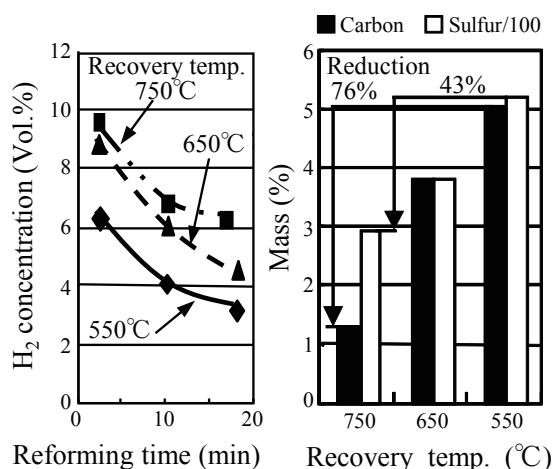 Carbon Sulfur/100
12
10
8
6
4
2
0
H₂ concentration (Vol.%)
Recovery temp.
750℃
650℃
550℃
0 10 20
Reforming time (min)
6
5
4
3
2
1
0
Mass (%)
Reduction
76% 43%
750 650 550
Recovery temp. (℃)